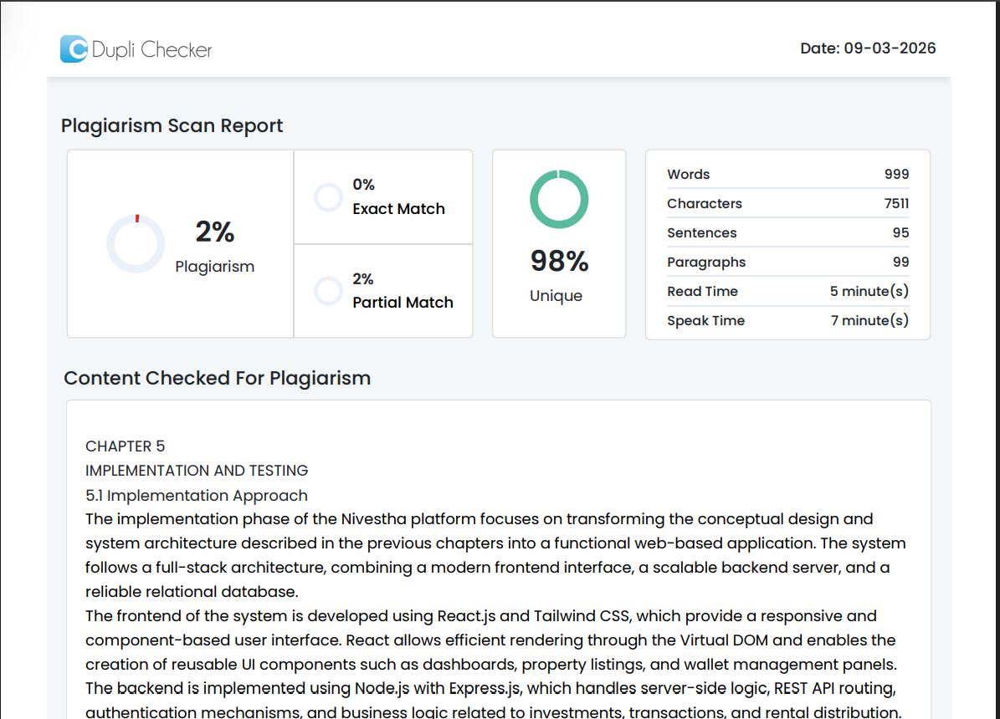 Dupli Checker
Date: 09-03-2026
Plagiarism Scan Report
2%
Plagiarism
0%
Exact Match
2%
Partial Match
98%
Unique
Words 999
Characters 7511
Sentences 95
Paragraphs 99
Read Time 5 minute(s)
Speak Time 7 minute(s)
Content Checked For Plagiarism
CHAPTER 5
IMPLEMENTATION AND TESTING
5.1 Implementation Approach
The implementation phase of the Nivestha platform focuses on transforming the conceptual design and
system architecture described in the previous chapters into a functional web-based application. The system
follows a full-stack architecture, combining a modern frontend interface, a scalable backend server, and a
reliable relational database.
The frontend of the system is developed using React.js and Tailwind CSS, which provide a responsive and
component-based user interface. React allows efficient rendering through the Virtual DOM and enables the
creation of reusable UI components such as dashboards, property listings, and wallet management panels.
The backend is implemented using Node.js with Express.js, which handles server-side logic, REST API routing,
authentication mechanisms, and business logic related to investments, transactions, and rental distribution.